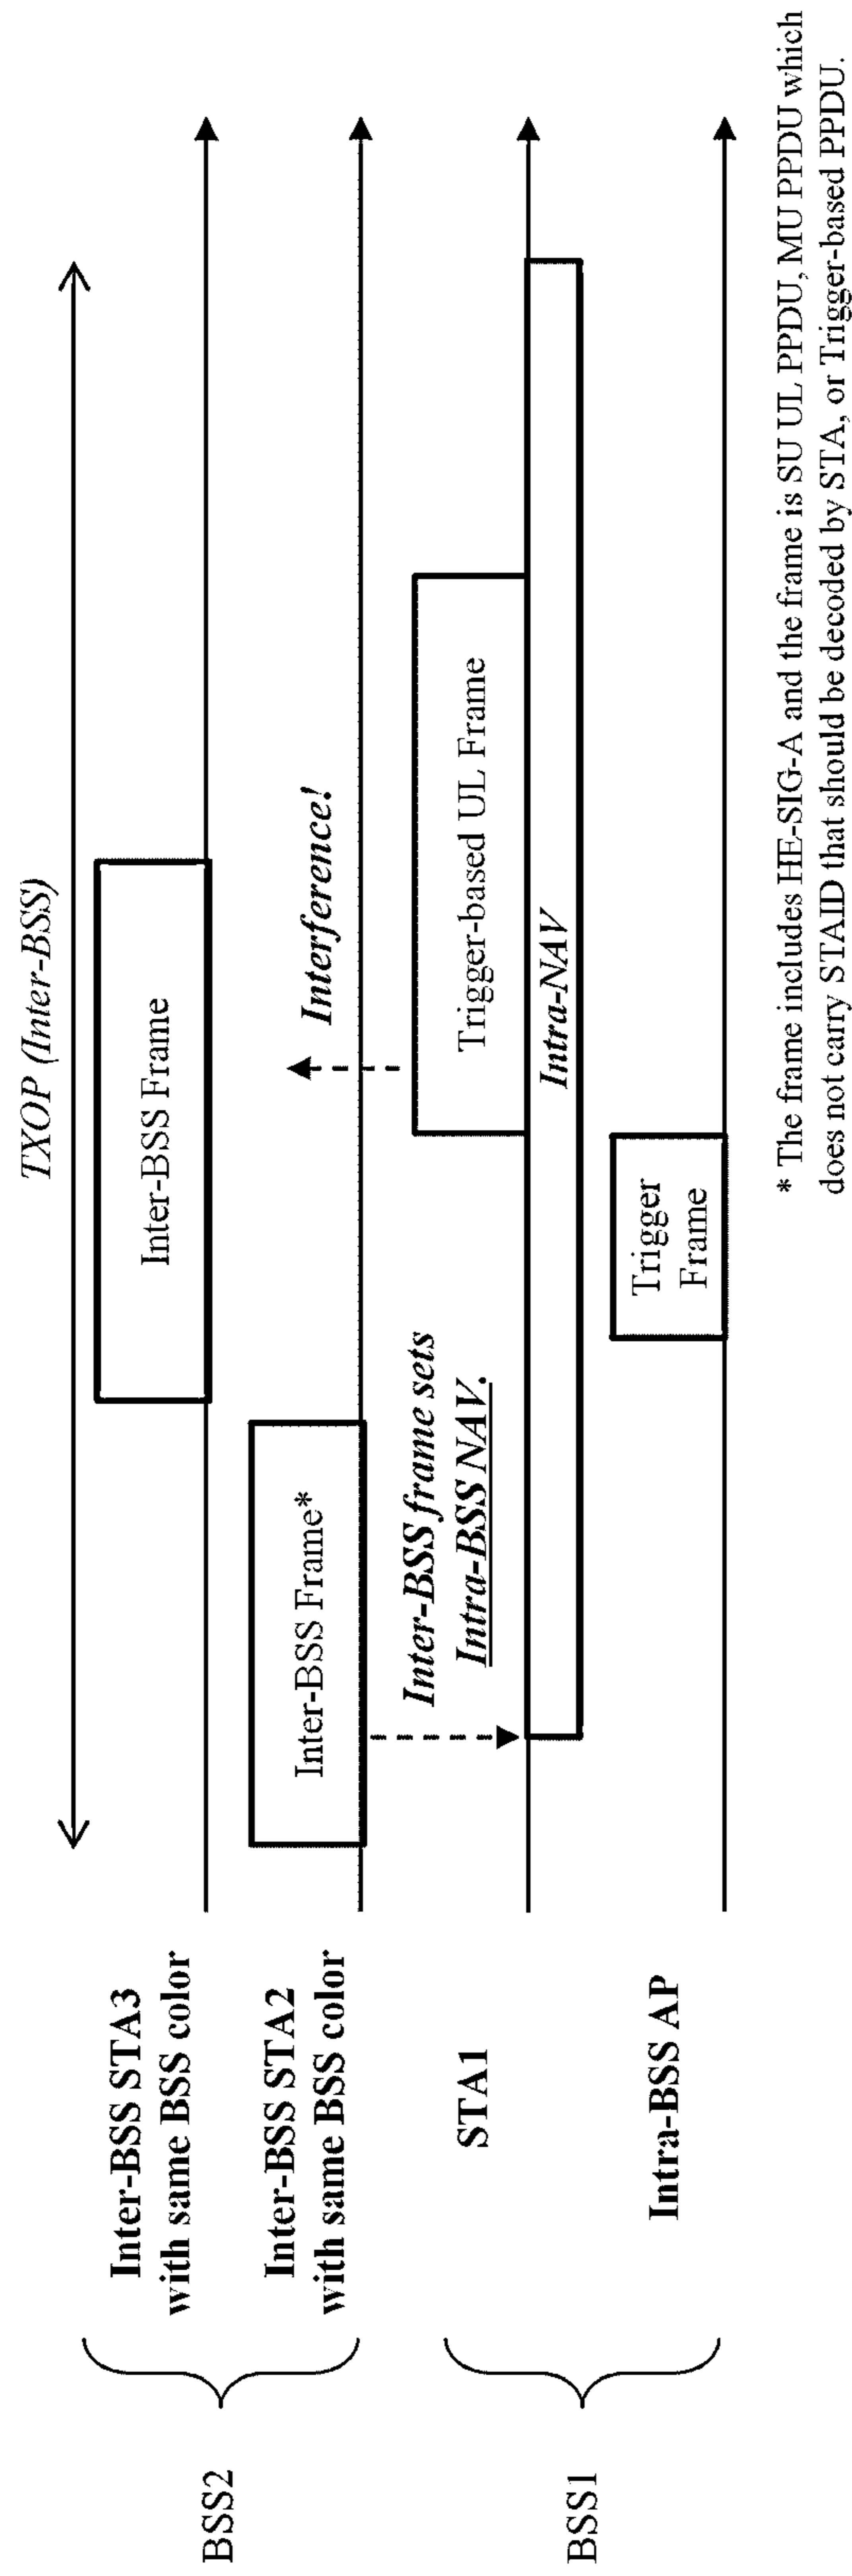 TXOP (Inter-BSS)
Inter-BSS STA3
with same BSS color
Inter-BSS Frame
BSS2
Inter-BSS STA2
with same BSS color
Inter-BSS Frame*
Interference!
Inter-BSS frame sets
Intra-BSS NAV.
STA1
Trigger-based UL Frame
Intra-NAV
BSS1
Intra-BSS AP
Trigger
Frame
* The frame includes HE-SIG-A and the frame is SU UL PPDU, MU PPDU which
does not carry STAID that should be decoded by STA, or Trigger-based PPDU.